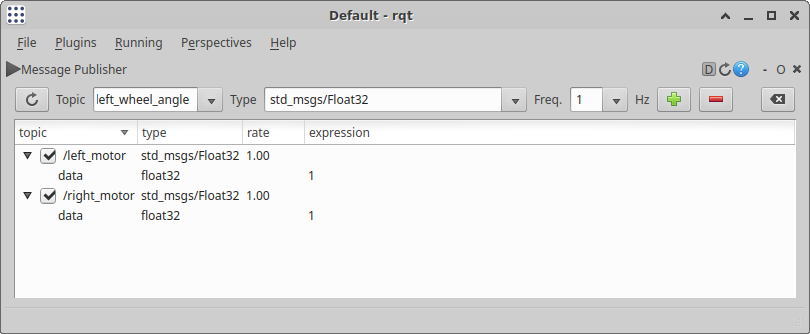 Default - rqt
File Plugins Running Perspectives Help
Message Publisher D ? - O
Topic left_wheel_angle Type std_msgs/Float32 Freq. 1 Hz
topic type rate expression
/left_motor std_msgs/Float32 1.00
data float32 1
/right_motor std_msgs/Float32 1.00
data float32 1